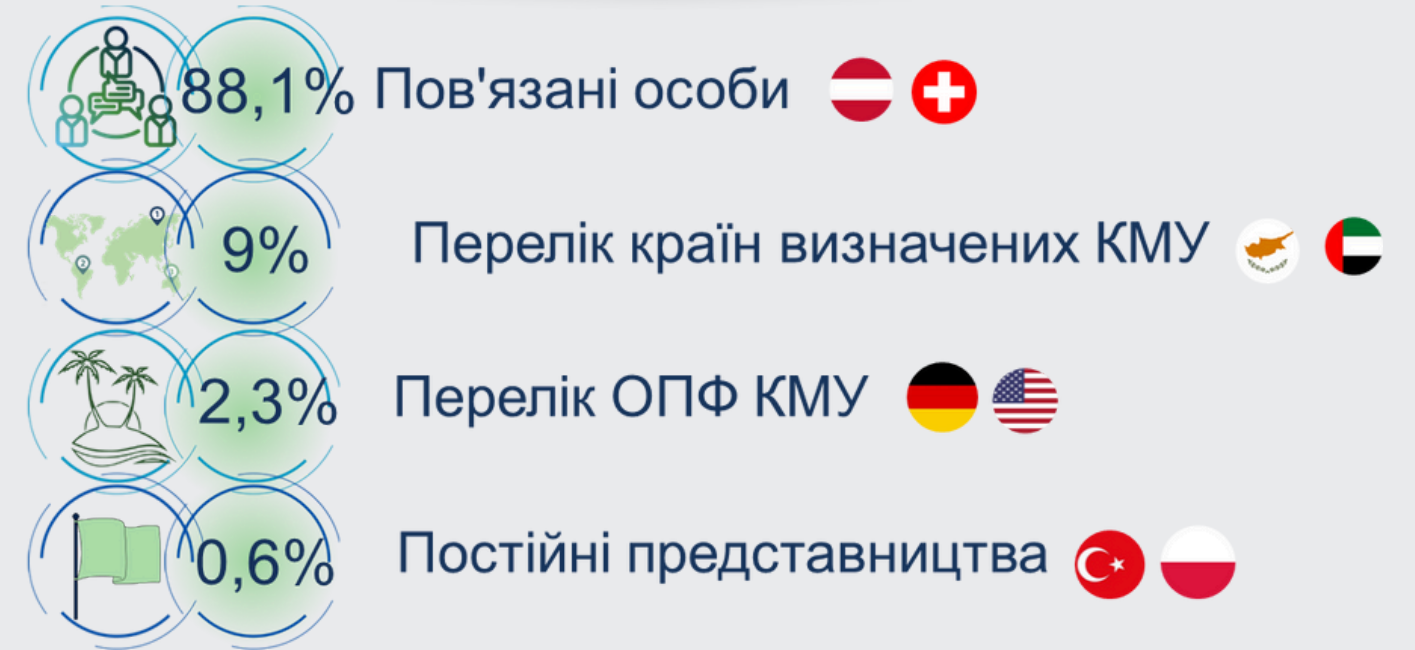 88,1% Пов'язані особи
9% Перелік країн визначених КМУ
2,3% Перелік ОПФ КМУ
0,6% Постійні представництва